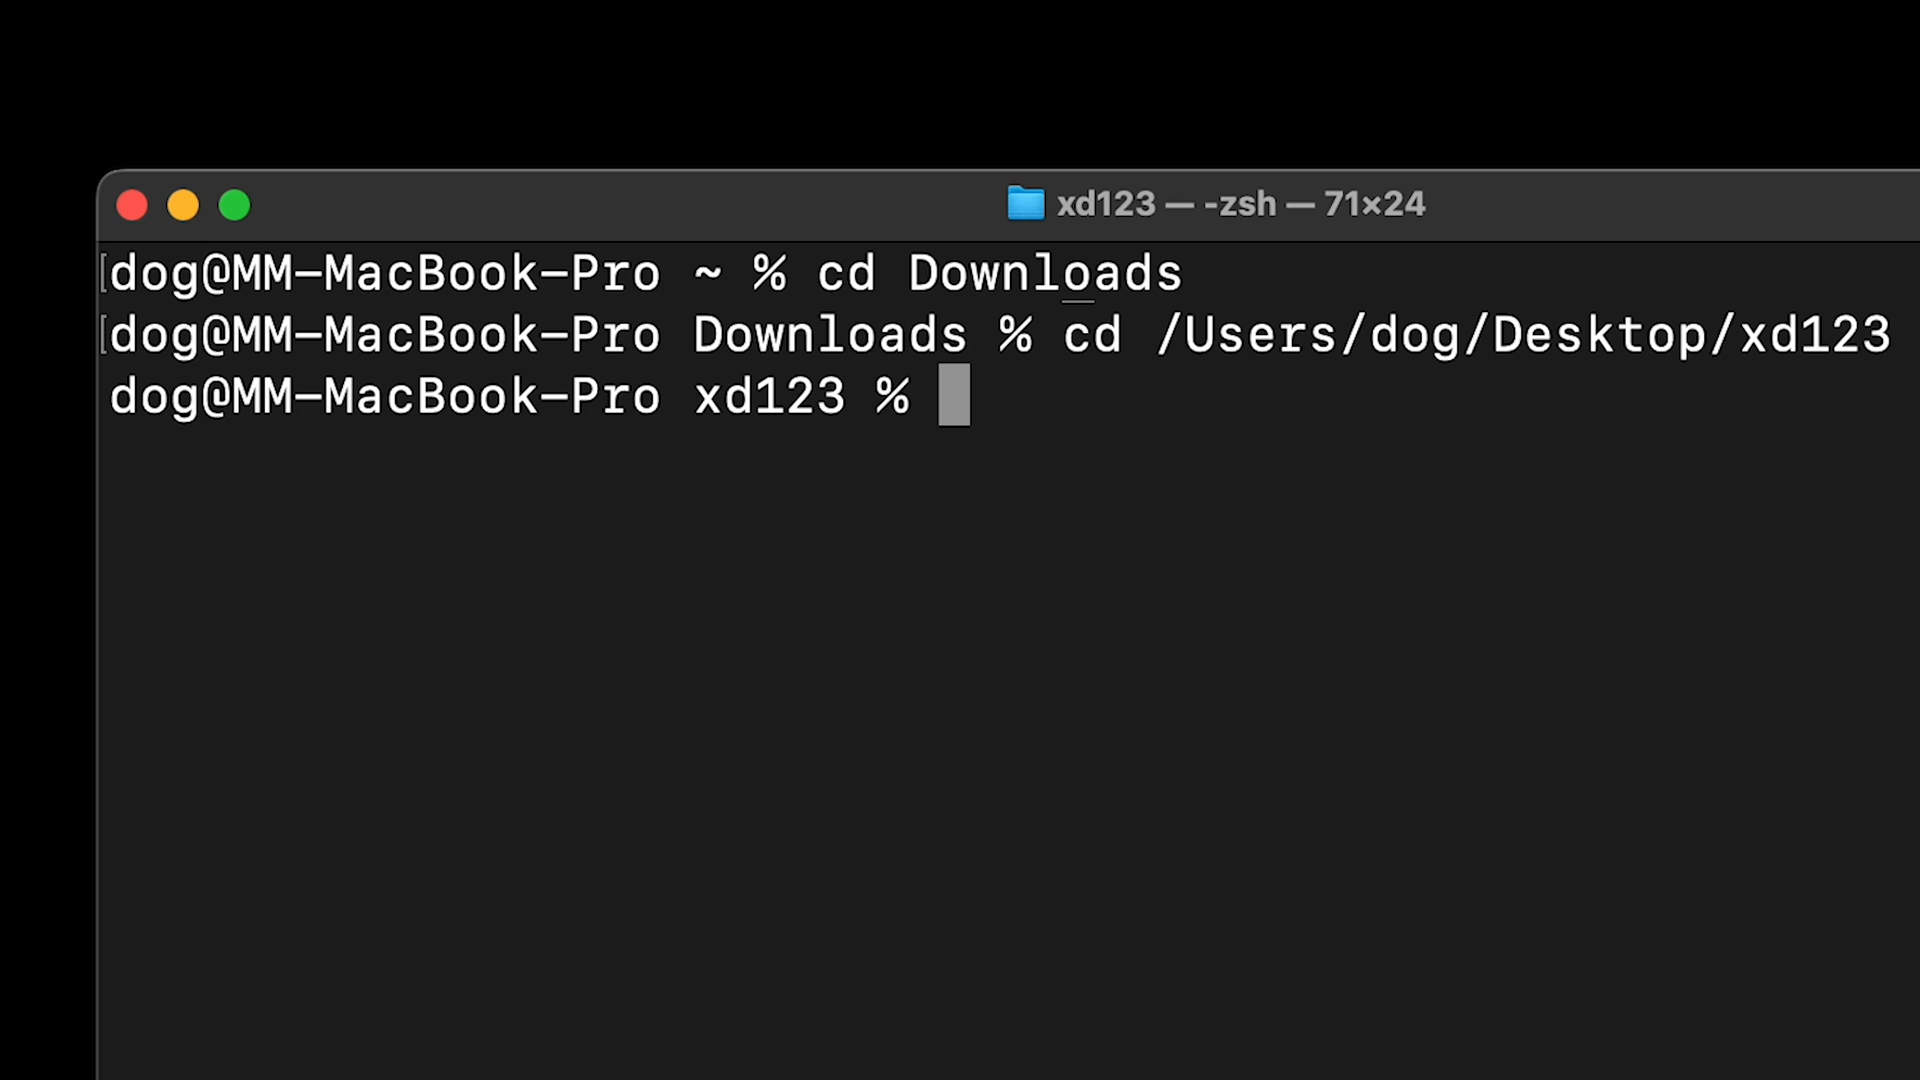 xd123 — -zsh — 71×24
[dog@MM-MacBook-Pro ~ % cd Downloads
[dog@MM-MacBook-Pro Downloads % cd /Users/dog/Desktop/xd123
dog@MM-MacBook-Pro xd123 %